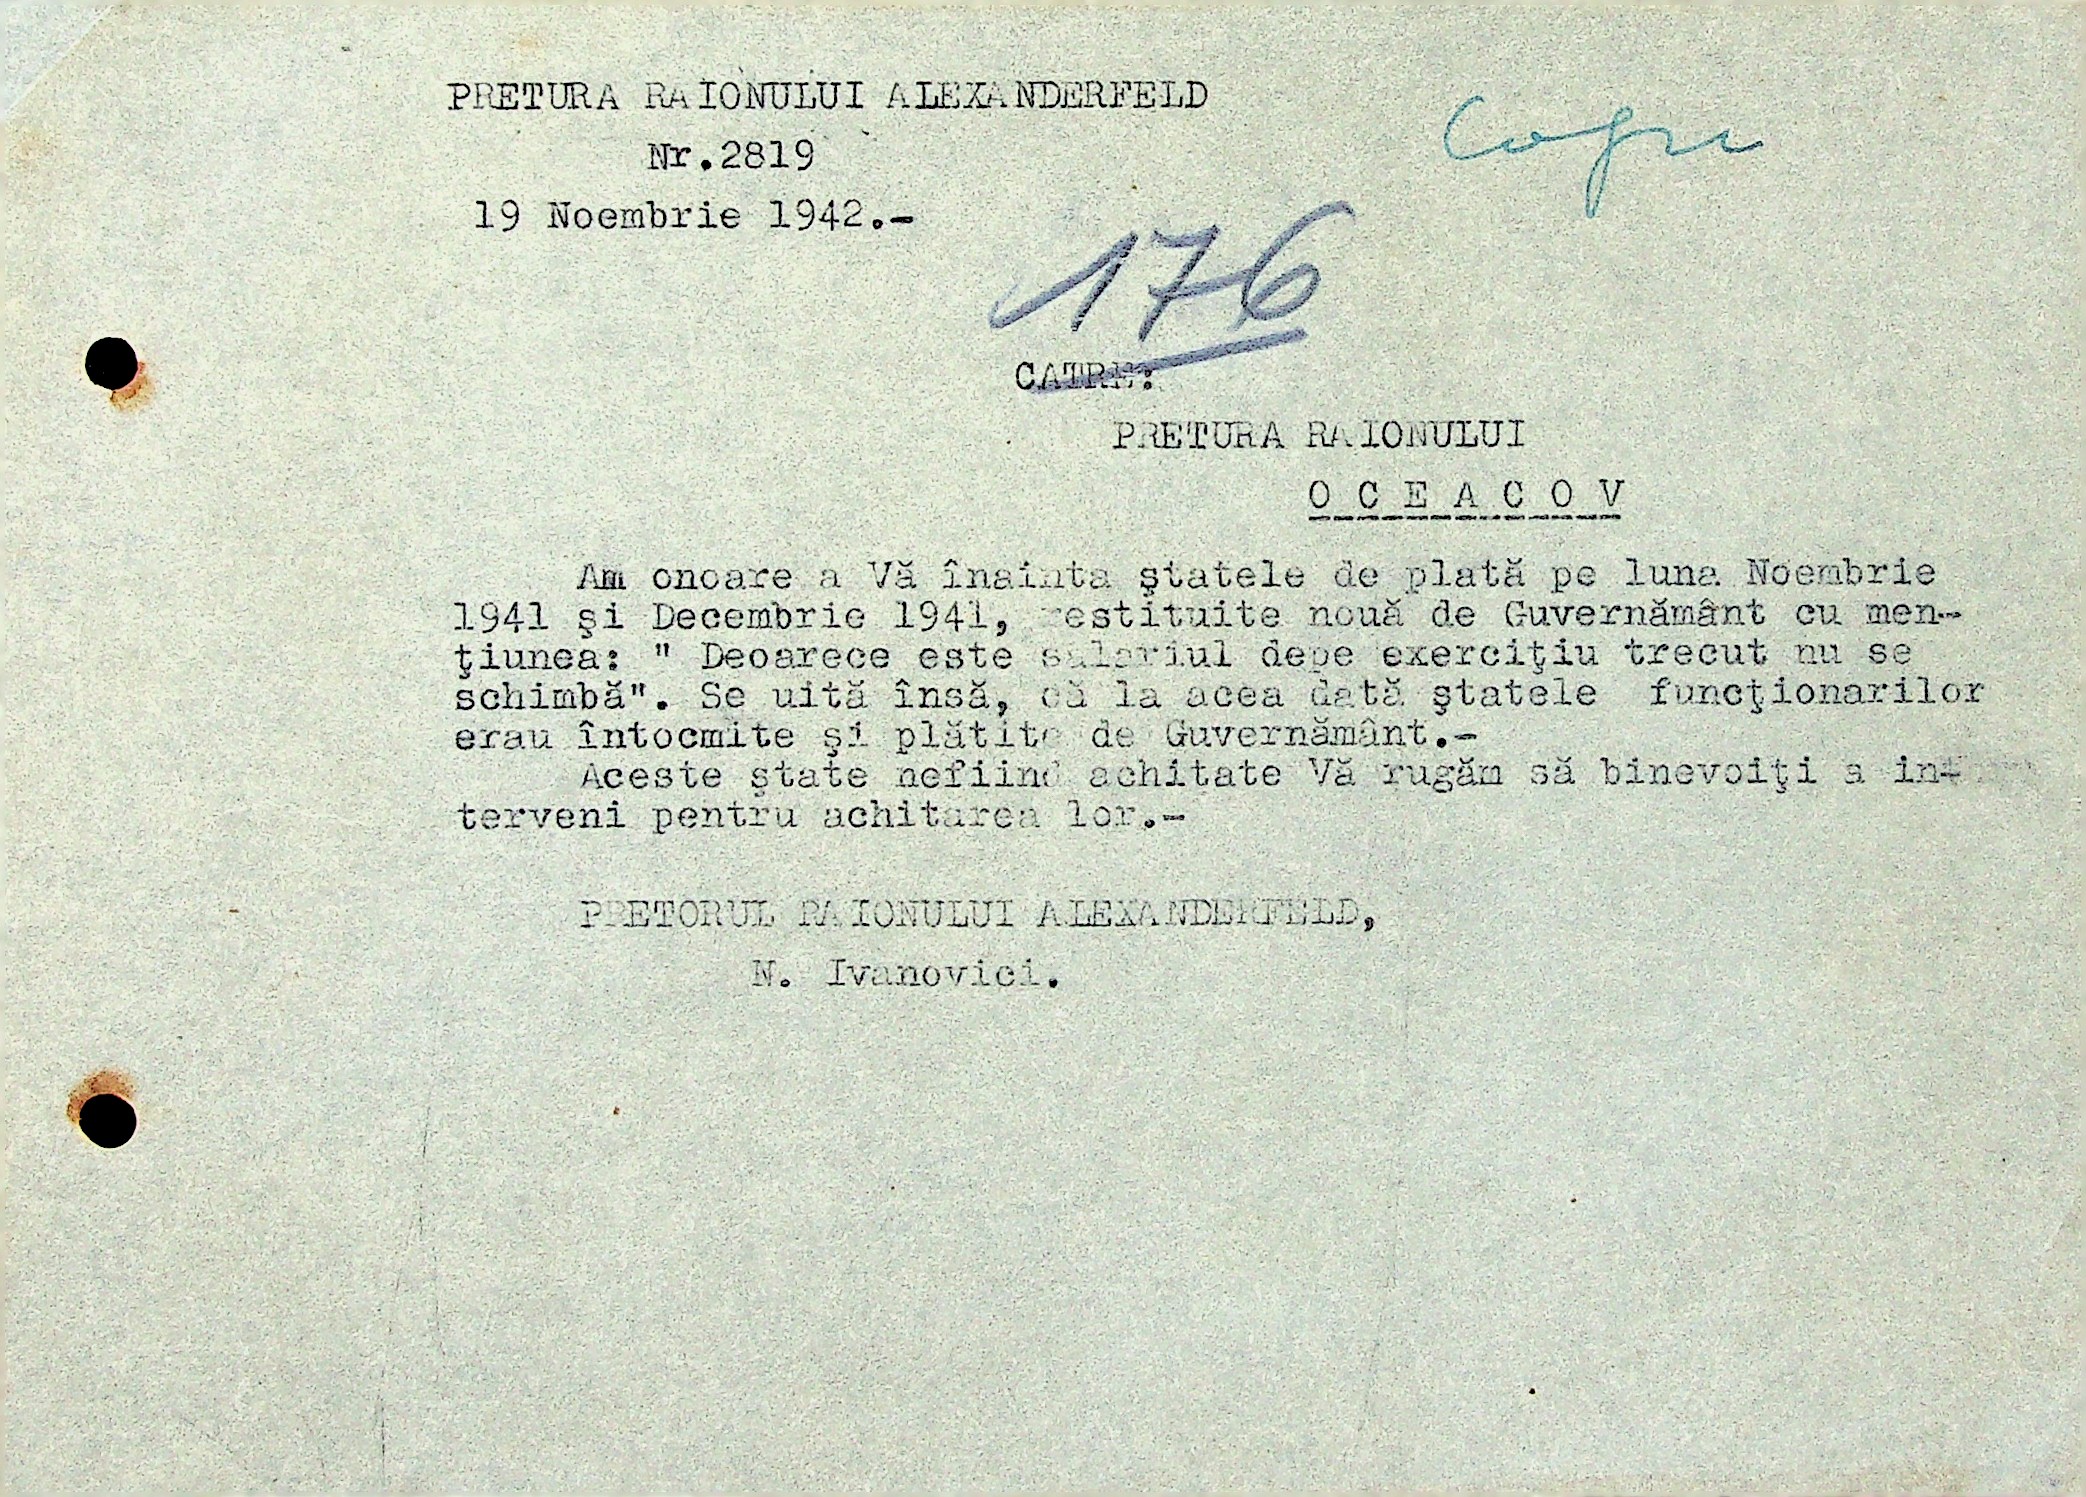 PRETURA RAIONULUI ALEXANDERFELD
Copie
Nr.2819
19 Noembrie 1942.-
176
CATRE:
PRETURA RAIONULUI
O C E A C O V
Am onoare a Vă înainta ştatele de plată pe luna Noembrie
1941 şi Decembrie 1941, restituite nouă de Guvernământ cu men-
ţiunea: " Deoarece este salariul depe exerciţiu trecut nu se
schimbă". Se uită însă, că la acea dată ştatele funcţionarilor
erau întocmite şi plătite de Guvernământ.-
Aceste ştate nefiind achitate Vă rugăm să binevoiţi a in-
terveni pentru achitarea lor.-
PRETORUL RAIONULUI ALEXANDERFELD,
N. Ivanovici.